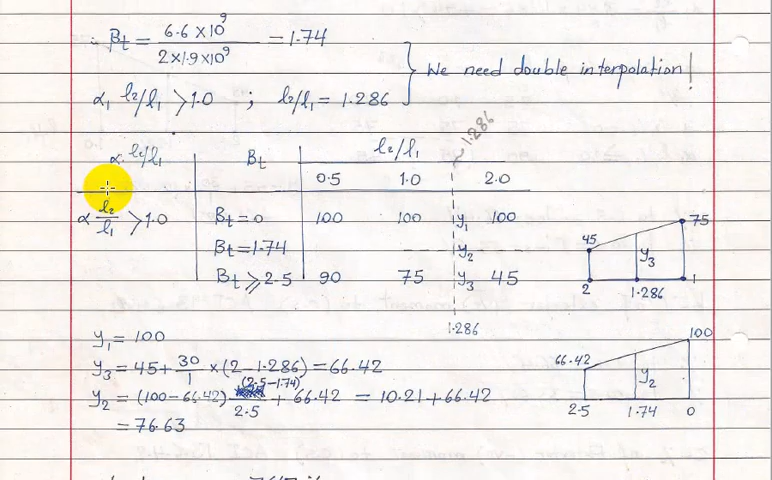 ∴ βt = 6.6 × 10⁹ / 2×1.9×10⁹ = 1.74
We need double interpolation!
α₁ l₂/l₁ > 1.0 ; l₂/l₁ = 1.286
~ 1.286
α₁ l₂/l₁ βt l₂/l₁
0.5 1.0 2.0
α l₂/l₁ > 1.0 βt = 0 100 100 y₁ 100
βt = 1.74 y₂
βt ⩾ 2.5 90 75 y₃ 45
1.286
45 y₃ 75
2 1.286 1
y₁ = 100
y₃ = 45 + 30/1 × (2 − 1.286) = 66.42
y₂ = (100 − 66.42) (2.5 − 1.74) / 2.5 + 66.42 = 10.21 + 66.42
= 76.63
66.42 y₂ 100
2.5 1.74 0